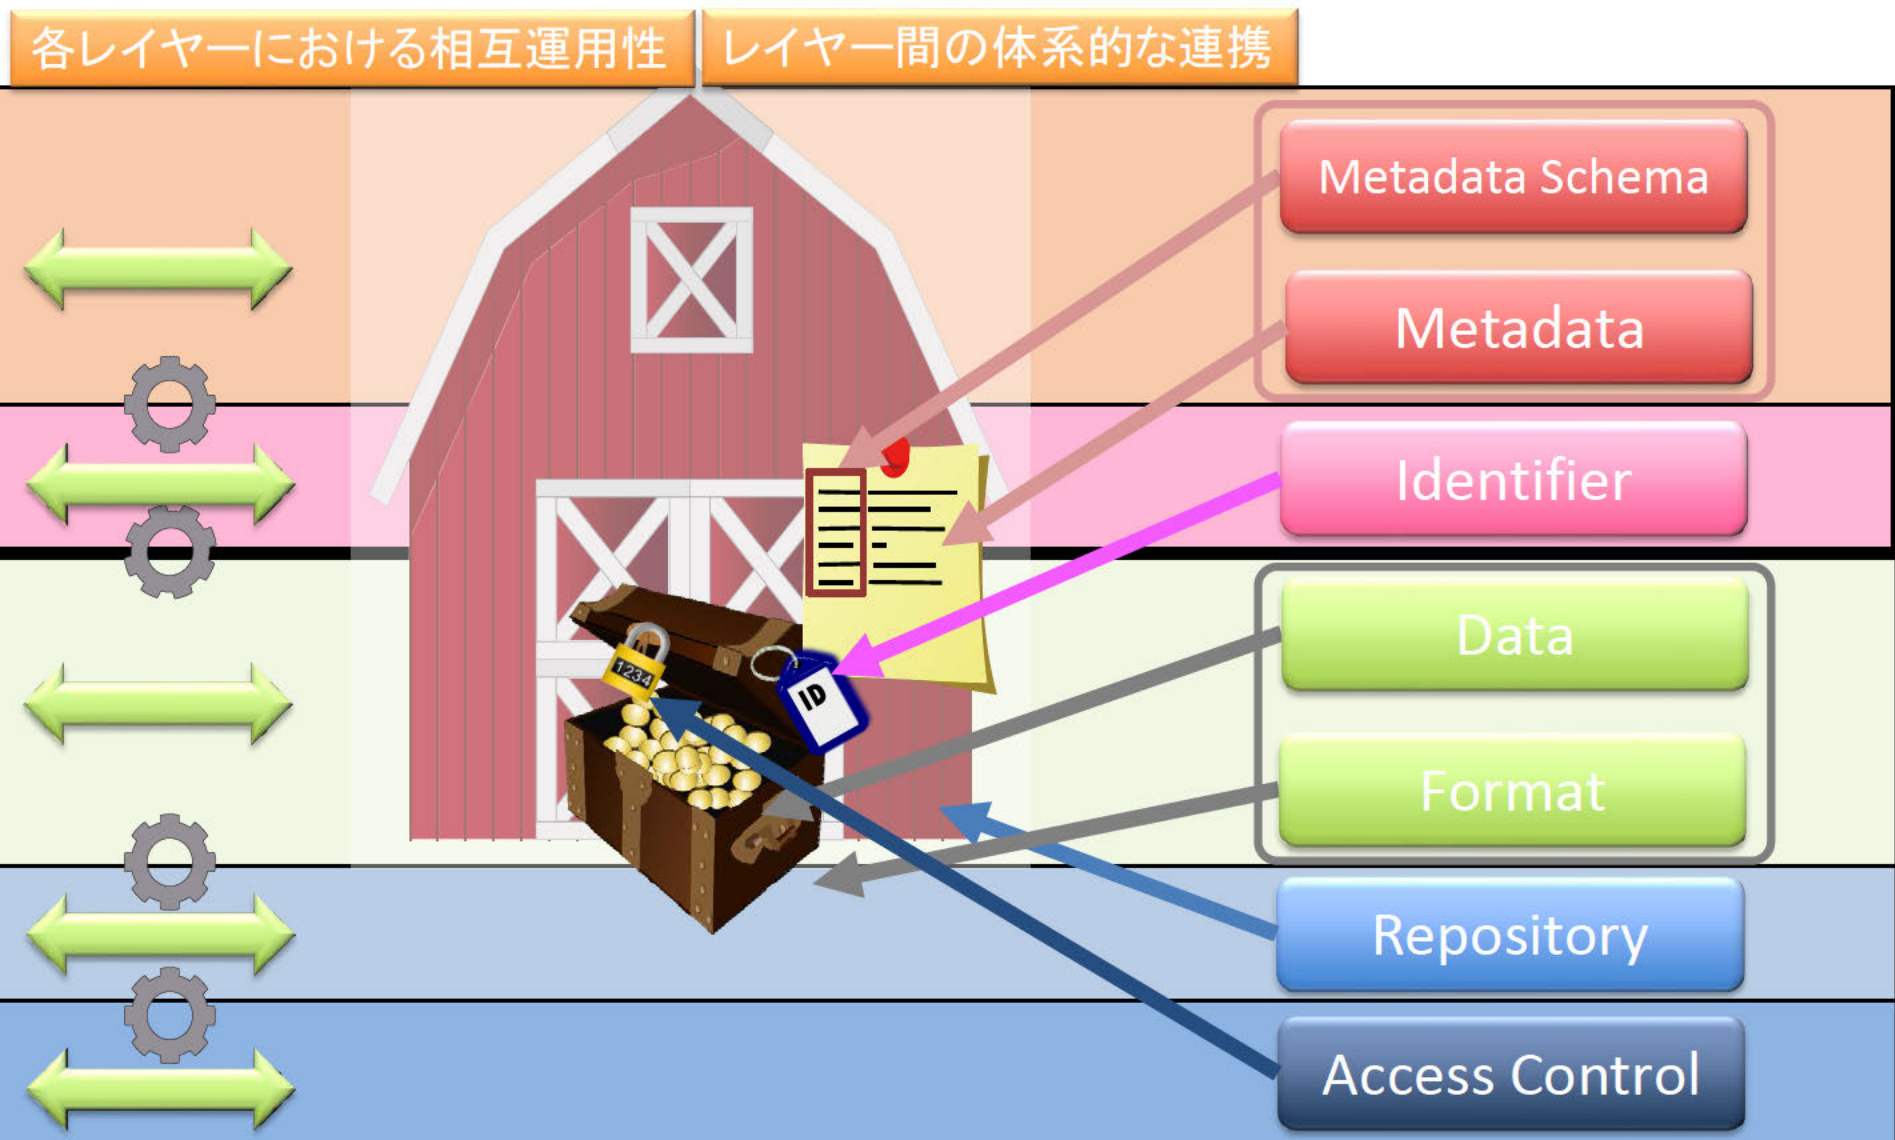 各レイヤーにおける相互運用性
レイヤー間の体系的な連携
Metadata Schema
Metadata
Identifier
Data
1234
ID
Format
Repository
Access Control